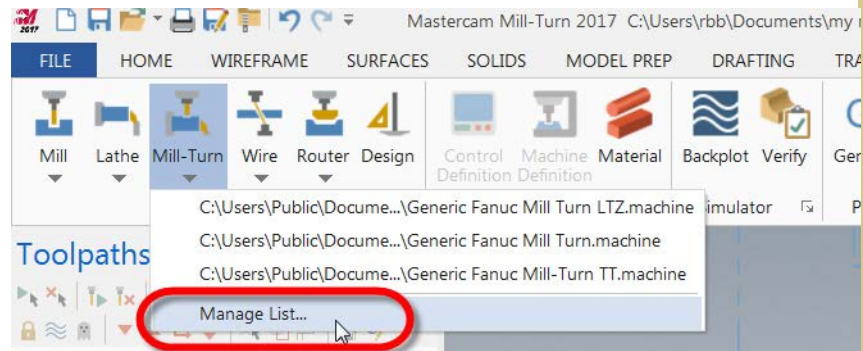 2017
Mastercam Mill-Turn 2017 C:\Users\rbb\Documents\my
FILE HOME WIREFRAME SURFACES SOLIDS MODEL PREP DRAFTING TRA
Mill Lathe Mill-Turn Wire Router Design Control Definition Machine Definition Material Backplot Verify Ge
C:\Users\Public\Docume...\Generic Fanuc Mill Turn LTZ.machine
imulator P
C:\Users\Public\Docume...\Generic Fanuc Mill Turn.machine
Toolpaths
C:\Users\Public\Docume...\Generic Fanuc Mill-Turn TT.machine
Manage List...